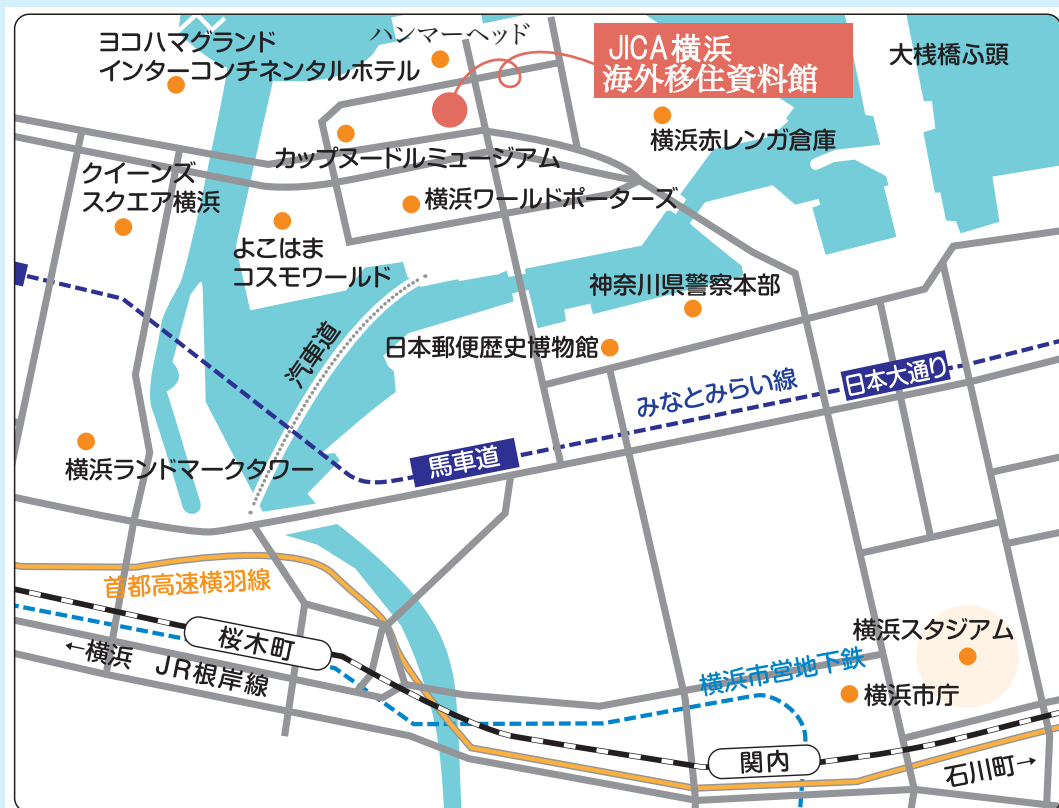 ヨコハマグランド
インターコンチネンタルホテル
ハンマーヘッド
JICA横浜
海外移住資料館
大桟橋ふ頭
カップヌードルミュージアム
横浜赤レンガ倉庫
クイーンズ
スクエア横浜
横浜ワールドポーターズ
よこはま
コスモワールド
神奈川県警察本部
汽車道
日本郵便歴史博物館
みなとみらい線
日本大通り
馬車道
横浜ランドマークタワー
首都高速横羽線
桜木町
←横浜 JR根岸線
横浜スタジアム
横浜市営地下鉄
横浜市庁
関内
石川町→